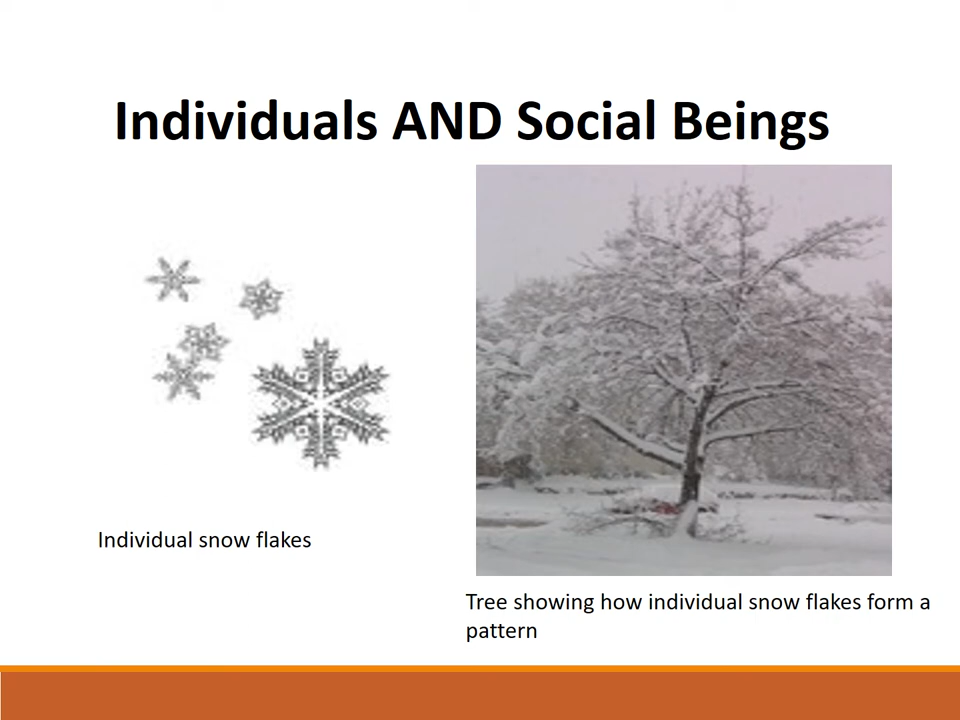 Individuals AND Social Beings
Individual snow flakes
Tree showing how individual snow flakes form a
pattern